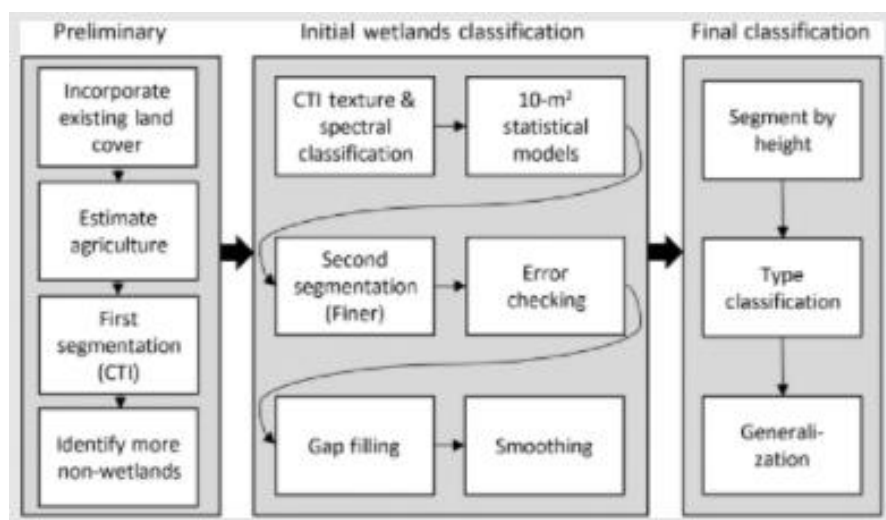 Preliminary
Incorporate
existing land
cover
Estimate
agriculture
First
segmentation
(CTI)
Identify more
non-wetlands
Initial wetlands classification
CTI texture &
spectral
classification
10-m²
statistical
models
Second
segmentation
(Finer)
Error
checking
Gap filling
Smoothing
Final classification
Segment by
height
Type
classification
Generali-
zation